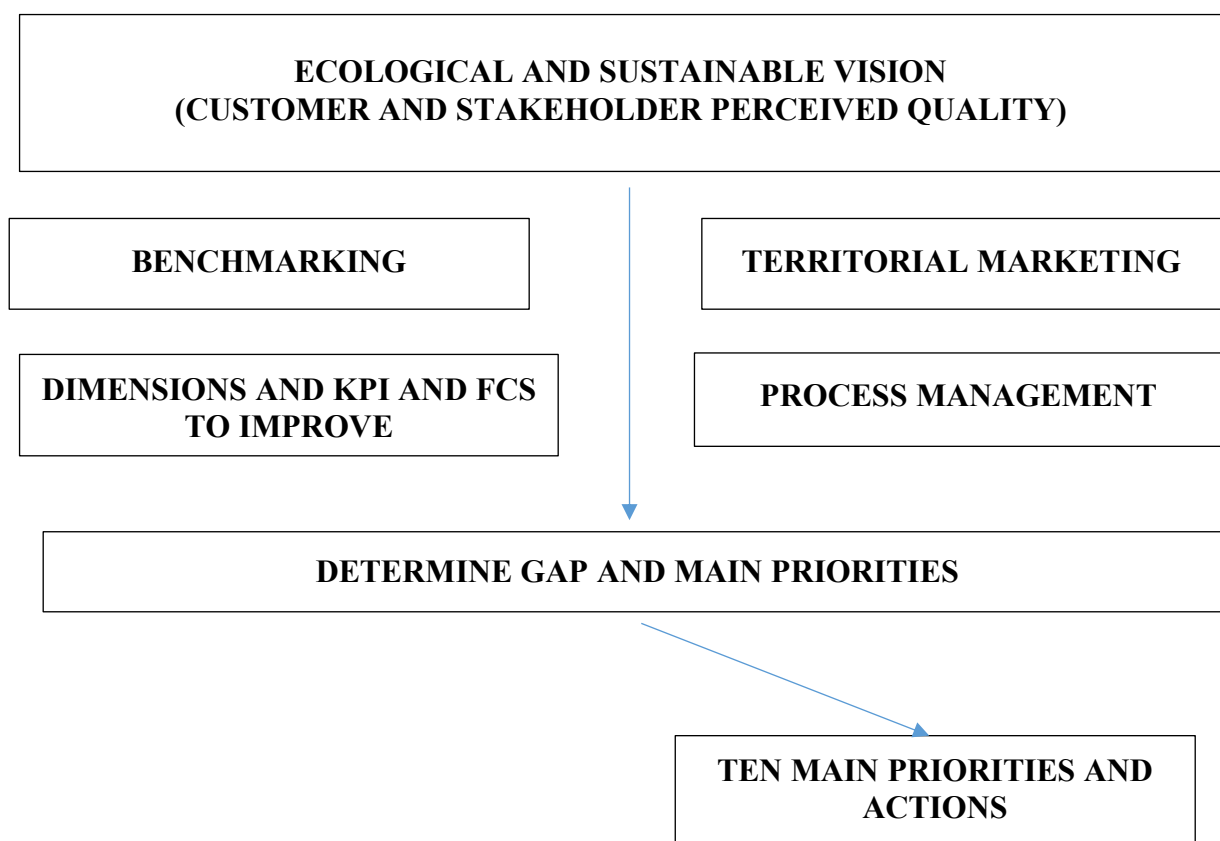 ECOLOGICAL AND SUSTAINABLE VISION
(CUSTOMER AND STAKEHOLDER PERCEIVED QUALITY)
BENCHMARKING
TERRITORIAL MARKETING
DIMENSIONS AND KPI AND FCS
TO IMPROVE
PROCESS MANAGEMENT
DETERMINE GAP AND MAIN PRIORITIES
TEN MAIN PRIORITIES AND
ACTIONS